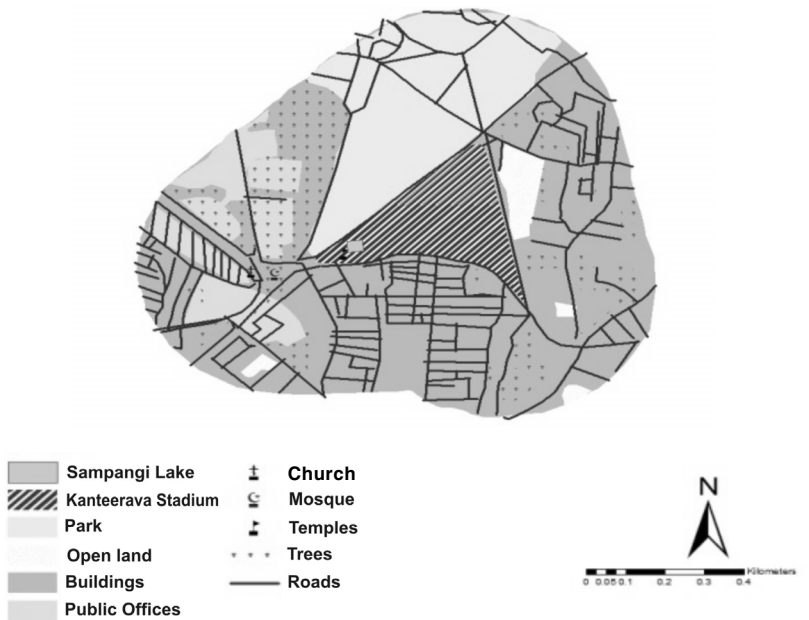 Sampangi Lake
Kanteerava Stadium
Park
Open land
Buildings
Public Offices
Church
Mosque
Temples
Trees
Roads
N
Kilometers
0 0.05 0.1 0.2 0.3 0.4